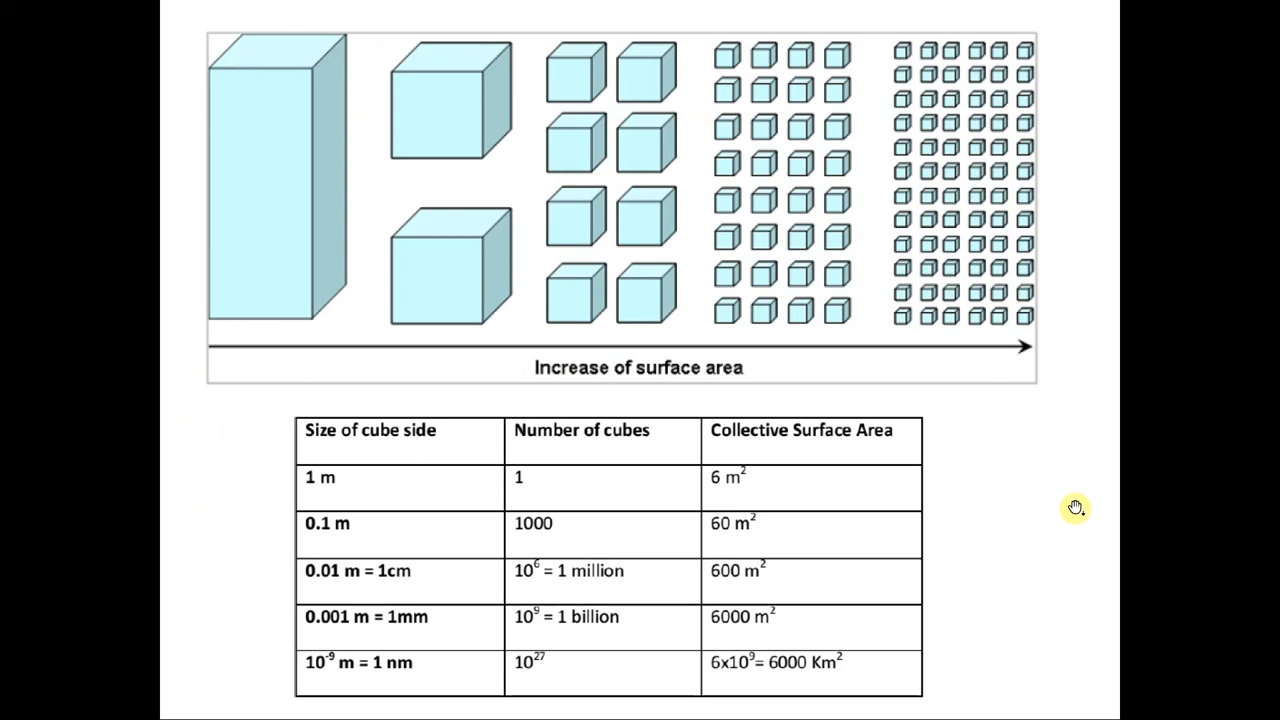 Increase of surface area
Size of cube side Number of cubes Collective Surface Area
1 m 1 6 m²
0.1 m 1000 60 m²
0.01 m = 1cm 10⁶ = 1 million 600 m²
0.001 m = 1mm 10⁹ = 1 billion 6000 m²
10⁻⁹ m = 1 nm 10²⁷ 6x10⁹= 6000 Km²